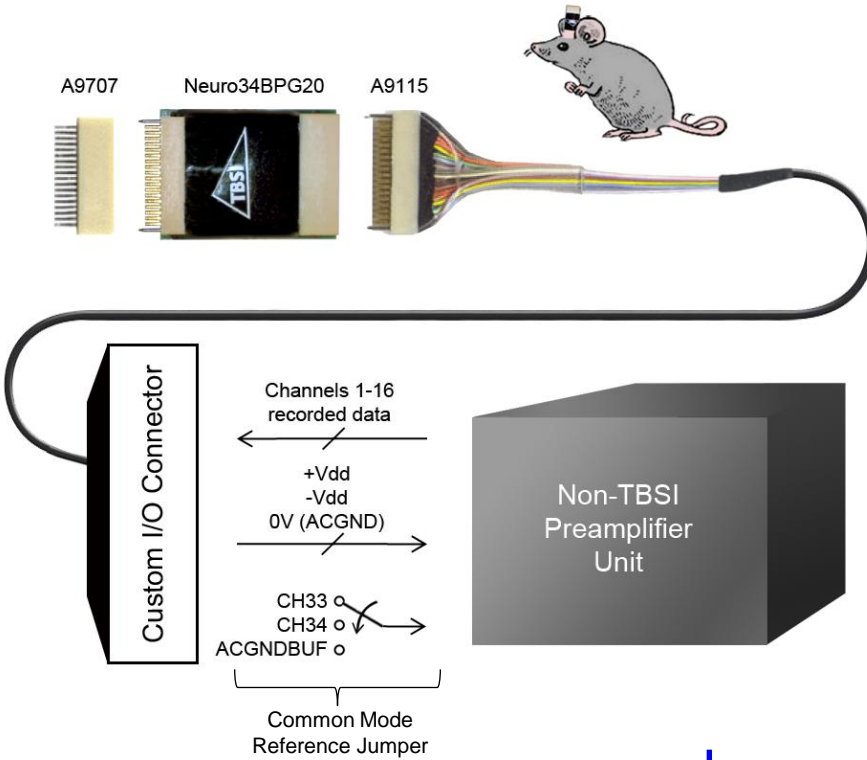 A9707
Neuro34BPG20
A9115
TBSI
Custom I/O Connector
Channels 1-16
recorded data
+Vdd
-Vdd
0V (ACGND)
CH33
CH34
ACGNDBUF
Common Mode
Reference Jumper
Non-TBSI
Preamplifier
Unit